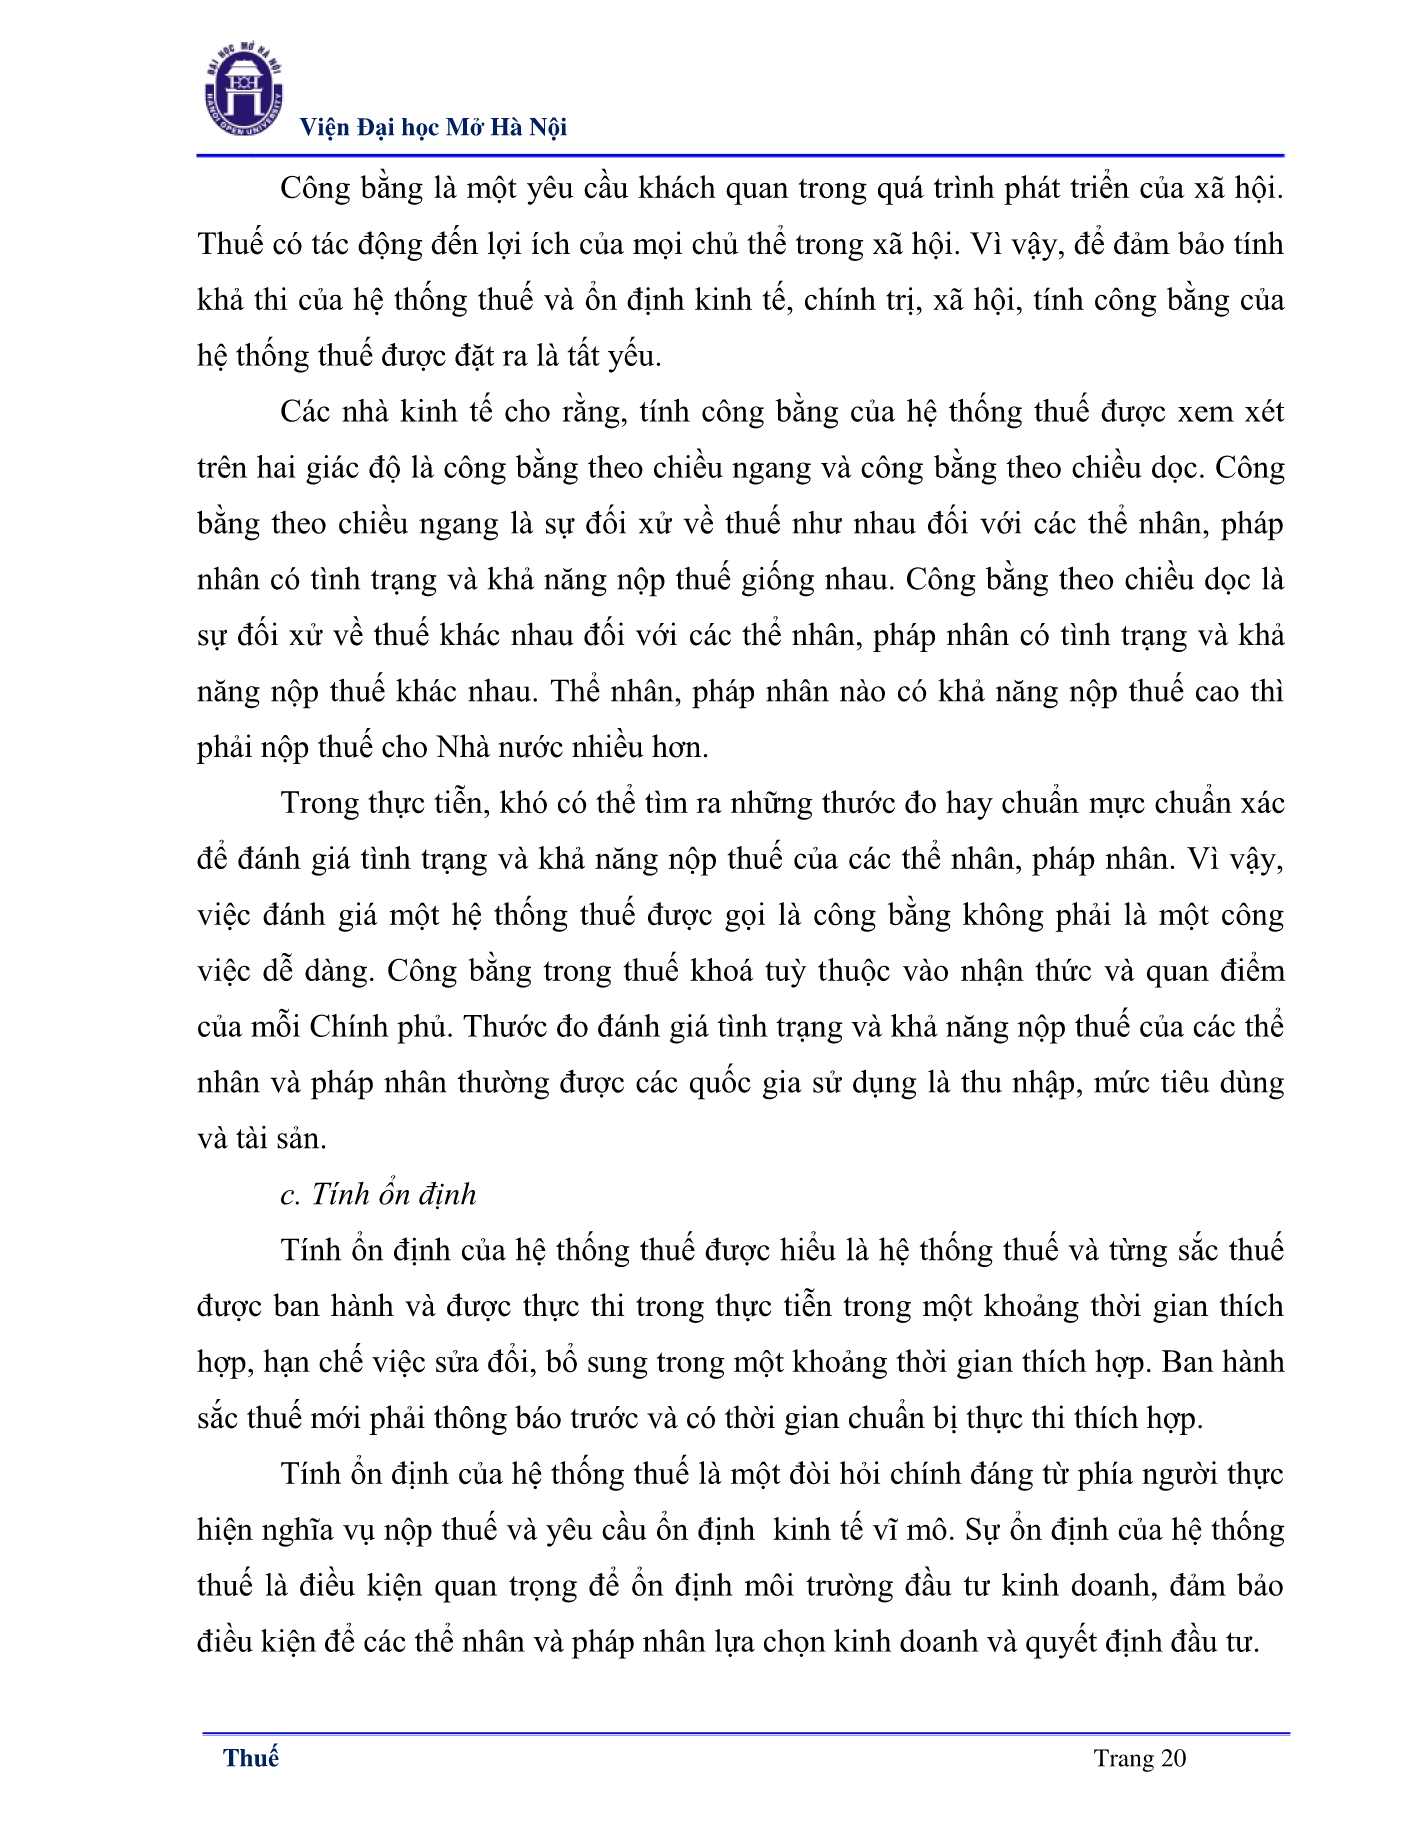 ĐẠI HỌC MỞ HÀ NỘI
HANOI OPEN UNIVERSITY
Viện Đại học Mở Hà Nội
Công bằng là một yêu cầu khách quan trong quá trình phát triển của xã hội.
Thuế có tác động đến lợi ích của mọi chủ thể trong xã hội. Vì vậy, để đảm bảo tính
khả thi của hệ thống thuế và ổn định kinh tế, chính trị, xã hội, tính công bằng của
hệ thống thuế được đặt ra là tất yếu.
Các nhà kinh tế cho rằng, tính công bằng của hệ thống thuế được xem xét
trên hai giác độ là công bằng theo chiều ngang và công bằng theo chiều dọc. Công
bằng theo chiều ngang là sự đối xử về thuế như nhau đối với các thể nhân, pháp
nhân có tình trạng và khả năng nộp thuế giống nhau. Công bằng theo chiều dọc là
sự đối xử về thuế khác nhau đối với các thể nhân, pháp nhân có tình trạng và khả
năng nộp thuế khác nhau. Thể nhân, pháp nhân nào có khả năng nộp thuế cao thì
phải nộp thuế cho Nhà nước nhiều hơn.
Trong thực tiễn, khó có thể tìm ra những thước đo hay chuẩn mực chuẩn xác
để đánh giá tình trạng và khả năng nộp thuế của các thể nhân, pháp nhân. Vì vậy,
việc đánh giá một hệ thống thuế được gọi là công bằng không phải là một công
việc dễ dàng. Công bằng trong thuế khoá tuỳ thuộc vào nhận thức và quan điểm
của mỗi Chính phủ. Thước đo đánh giá tình trạng và khả năng nộp thuế của các thể
nhân và pháp nhân thường được các quốc gia sử dụng là thu nhập, mức tiêu dùng
và tài sản.
c. Tính ổn định
Tính ổn định của hệ thống thuế được hiểu là hệ thống thuế và từng sắc thuế
được ban hành và được thực thi trong thực tiễn trong một khoảng thời gian thích
hợp, hạn chế việc sửa đổi, bổ sung trong một khoảng thời gian thích hợp. Ban hành
sắc thuế mới phải thông báo trước và có thời gian chuẩn bị thực thi thích hợp.
Tính ổn định của hệ thống thuế là một đòi hỏi chính đáng từ phía người thực
hiện nghĩa vụ nộp thuế và yêu cầu ổn định  kinh tế vĩ mô. Sự ổn định của hệ thống
thuế là điều kiện quan trọng để ổn định môi trường đầu tư kinh doanh, đảm bảo
điều kiện để các thể nhân và pháp nhân lựa chọn kinh doanh và quyết định đầu tư.
Thuế
Trang 20